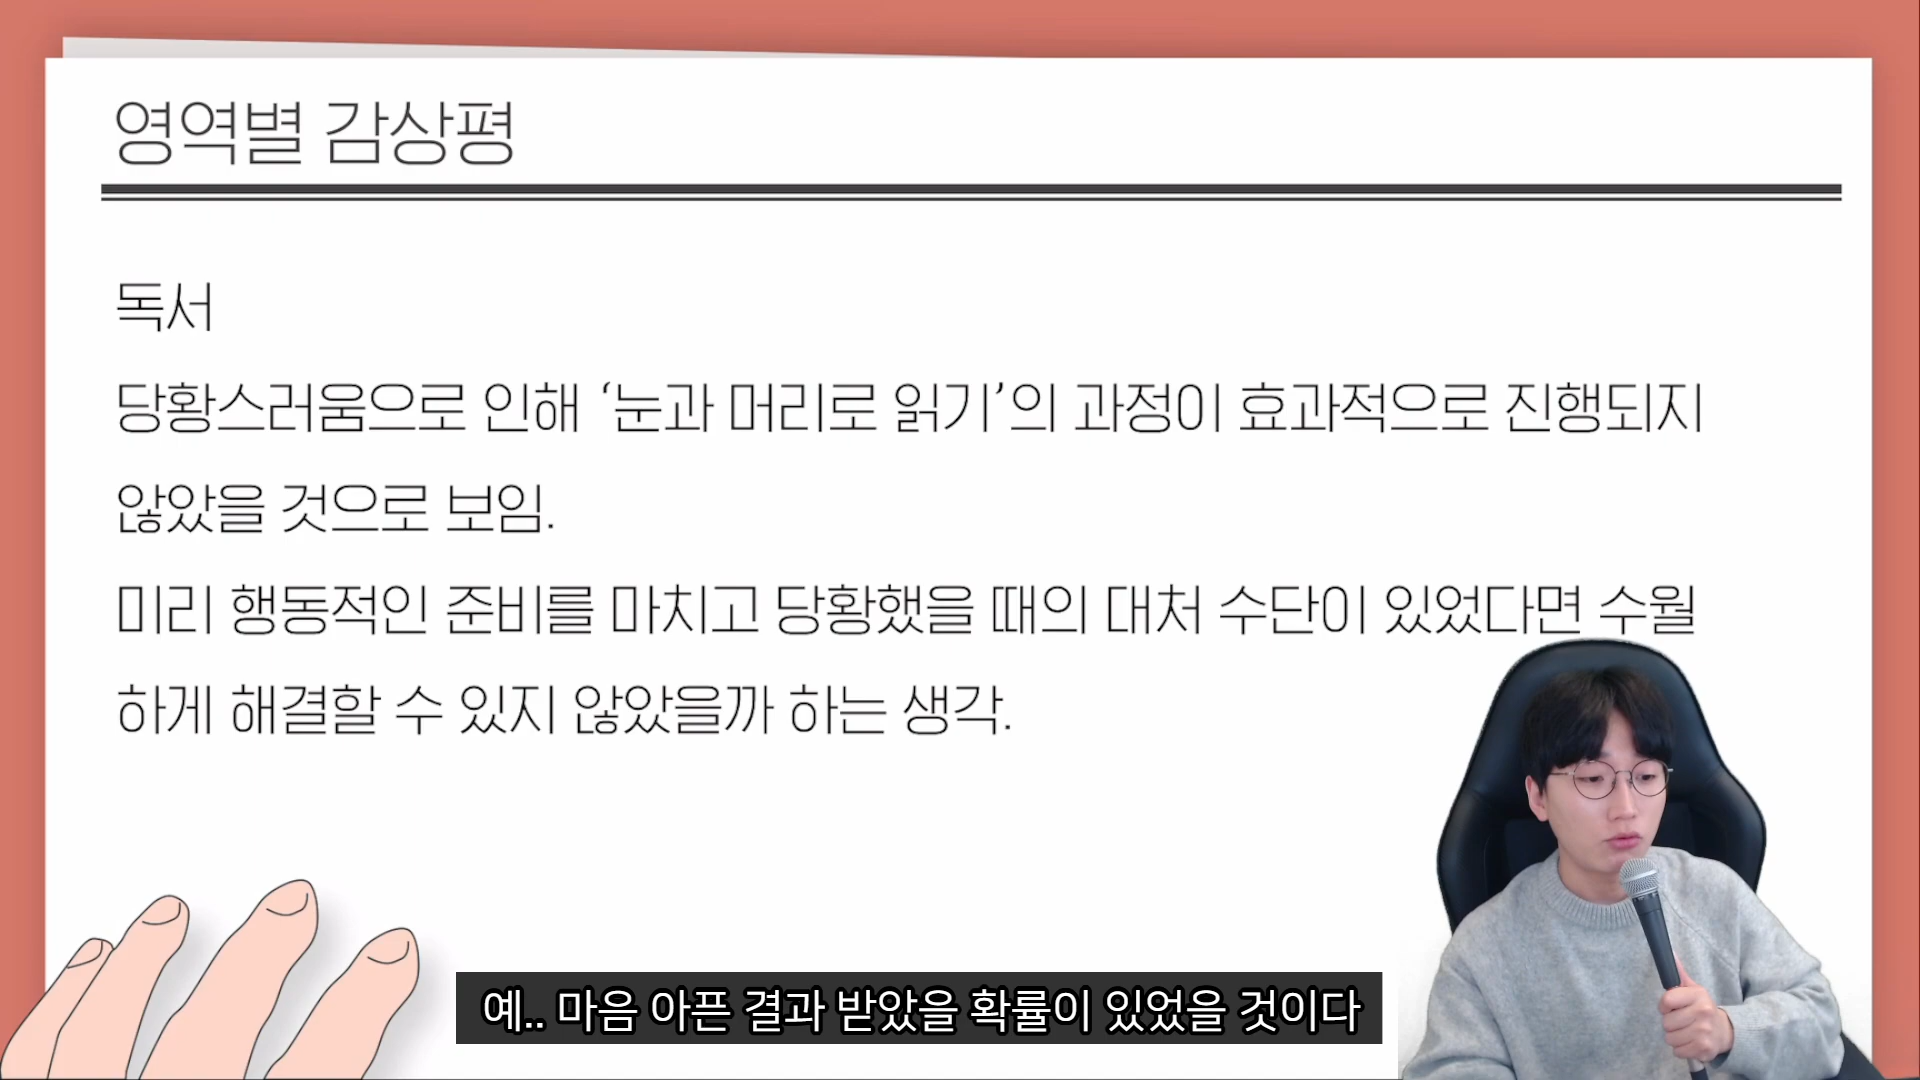 영역별 감상평
독서
당황스러움으로 인해 ‘눈과 머리로 읽기’의 과정이 효과적으로 진행되지
않았을 것으로 보임.
미리 행동적인 준비를 마치고 당황했을 때의 대처 수단이 있었다면 수월
하게 해결할 수 있지 않았을까 하는 생각.
예.. 마음 아픈 결과 받았을 확률이 있었을 것이다